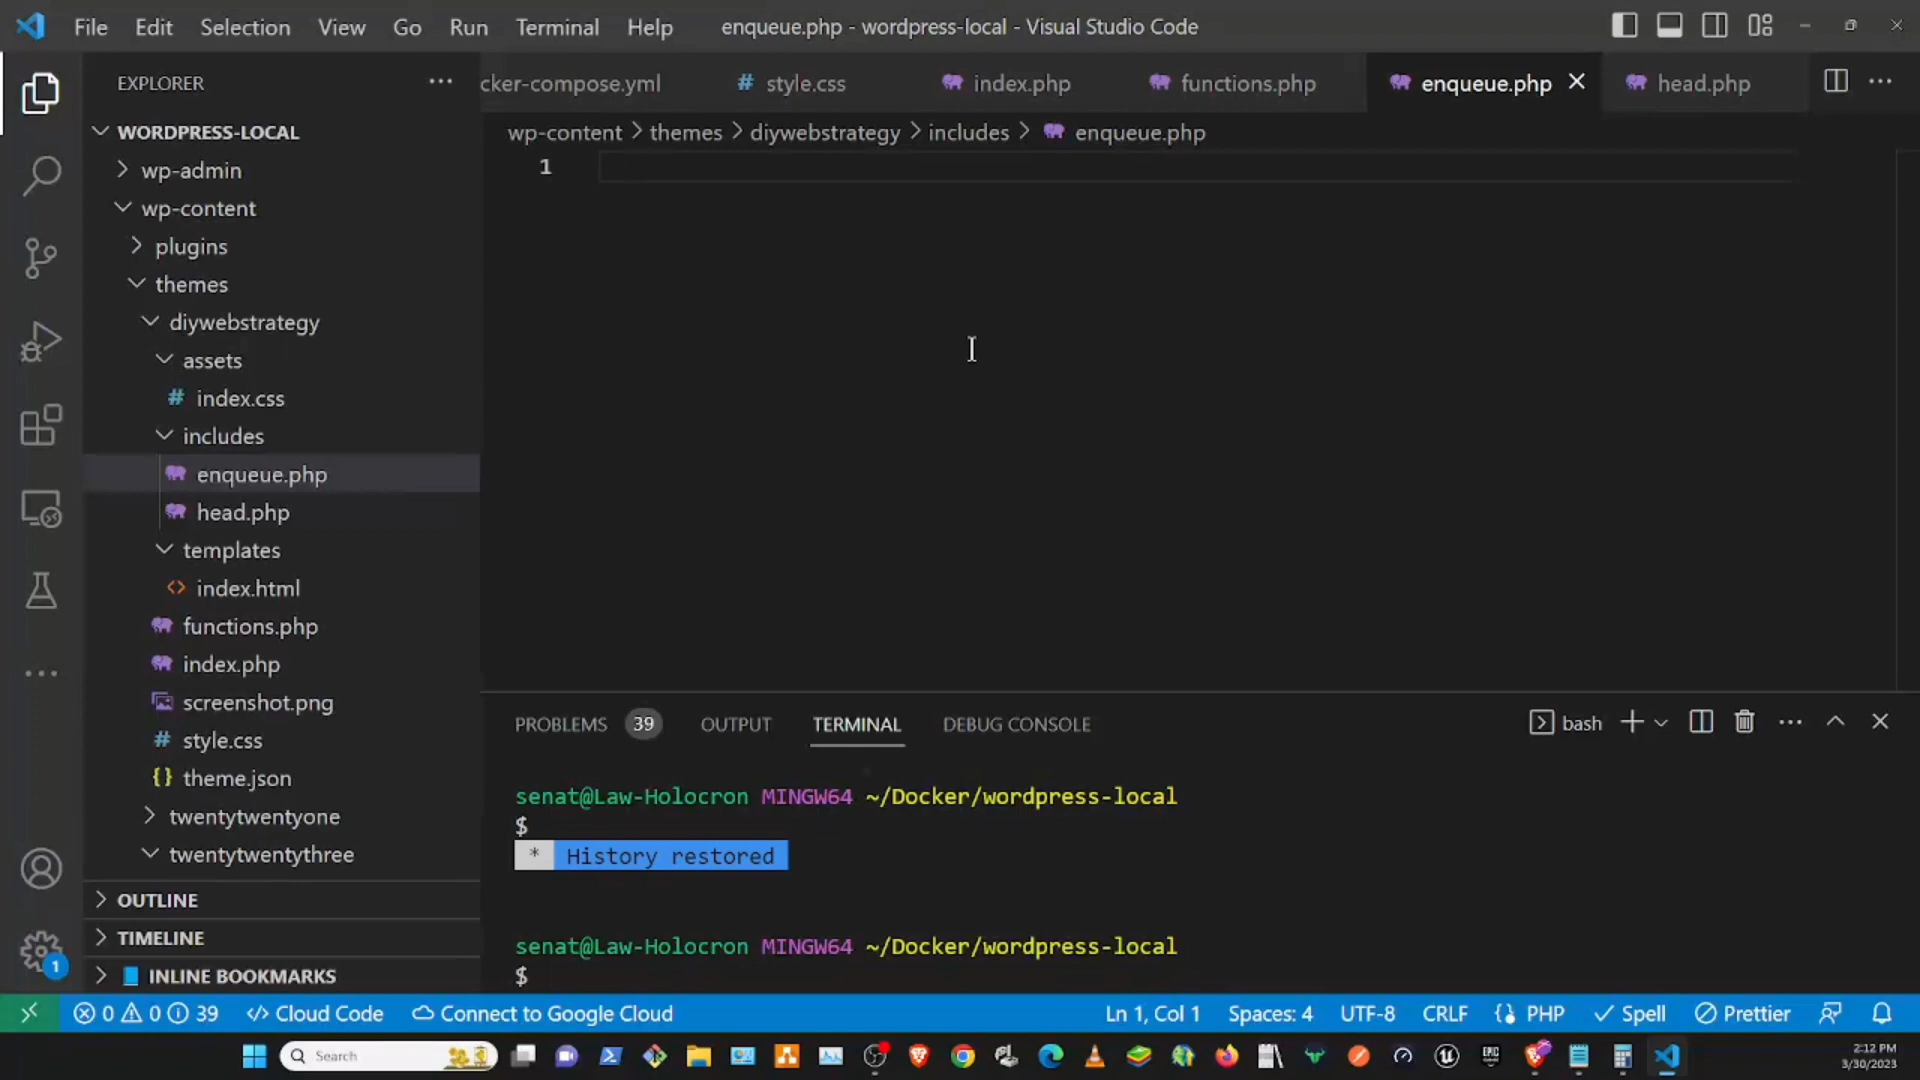 File Edit Selection View Go Run Terminal Help enqueue.php - wordpress-local - Visual Studio Code
EXPLORER
cker-compose.yml # style.css index.php functions.php enqueue.php head.php
WORDPRESS-LOCAL
wp-content > themes > diywebstrategy > includes > enqueue.php
wp-admin
1
wp-content
plugins
themes
diywebstrategy
assets
# index.css
includes
enqueue.php
head.php
templates
<> index.html
functions.php
index.php
screenshot.png
# style.css
{} theme.json
twentytwentyone
twentytwentythree
OUTLINE
TIMELINE
INLINE BOOKMARKS
1
PROBLEMS 39 OUTPUT TERMINAL DEBUG CONSOLE bash
senat@Law-Holocron MINGW64 ~/Docker/wordpress-local
$
* History restored
senat@Law-Holocron MINGW64 ~/Docker/wordpress-local
$
0 0 39 Cloud Code Connect to Google Cloud Ln 1, Col 1 Spaces: 4 UTF-8 CRLF {} PHP Spell Prettier
Search
EPIC
2:12 PM
3/30/2023